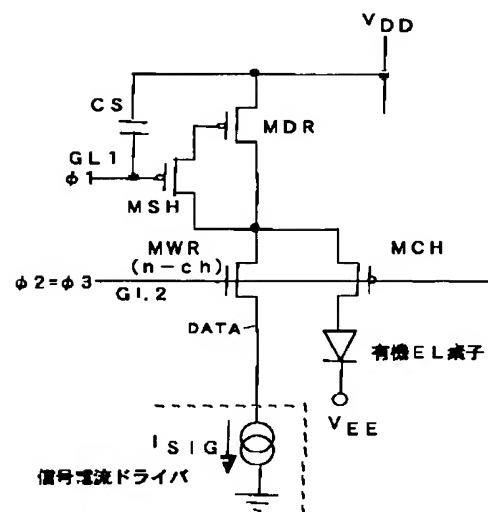 VDD
CS
MDR
GL1
φ1
MSH
MWR
(n-ch)
MCH
φ2=φ3
GL2
DATA
有機EL素子
VEE
ISIG
信号電流ドライバ